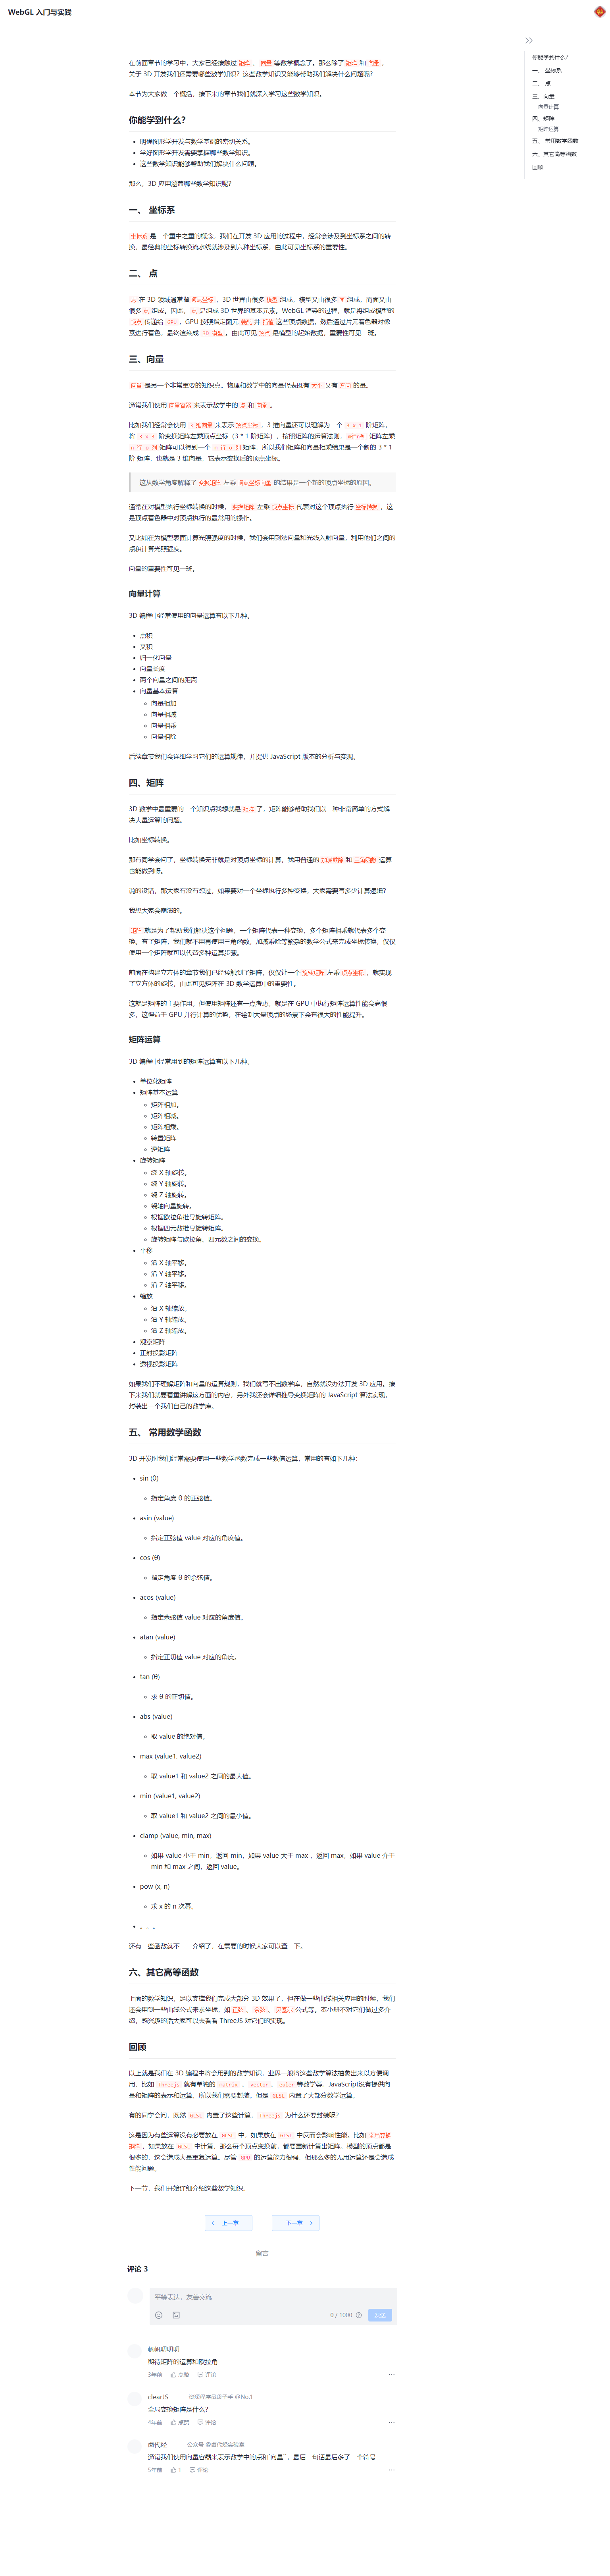 WebGL 入门与实践
你能学到什么？
一、 坐标系
二、 点
三、向量
向量计算
四、矩阵
矩阵运算
五、 常用数学函数
六、其它高等函数
回顾
在前面章节的学习中，大家已经接触过 矩阵 、 向量 等数学概念了。那么除了 矩阵 和 向量 ，
关于 3D 开发我们还需要哪些数学知识？这些数学知识又能够帮助我们解决什么问题呢？
本节为大家做一个概括，接下来的章节我们就深入学习这些数学知识。
你能学到什么？
明确图形学开发与数学基础的密切关系。
学好图形学开发需要掌握哪些数学知识。
这些数学知识能够帮助我们解决什么问题。
那么，3D 应用涵盖哪些数学知识呢？
一、 坐标系
坐标系 是一个重中之重的概念，我们在开发 3D 应用的过程中，经常会涉及到坐标系之间的转
换，最经典的坐标转换流水线就涉及到六种坐标系，由此可见坐标系的重要性。
二、 点
点 在 3D 领域通常指 顶点坐标 ，3D 世界由很多 模型 组成，模型又由很多 面 组成，而面又由
很多 点 组成。因此， 点 是组成 3D 世界的基本元素。WebGL 渲染的过程，就是将组成模型的
顶点 传递给 GPU ，GPU 按照指定图元 装配 并 插值 这些顶点数据，然后通过片元着色器对像
素进行着色，最终渲染成 3D 模型 。由此可见 顶点 是模型的起始数据，重要性可见一斑。
三、向量
向量 是另一个非常重要的知识点。物理和数学中的向量代表既有 大小 又有 方向 的量。
通常我们使用 向量容器 来表示数学中的 点 和 向量 。
比如我们经常会使用 3 维向量 来表示 顶点坐标 ，3 维向量还可以理解为一个 3 x 1 阶矩阵，
将 3 x 3 阶变换矩阵左乘顶点坐标（3 * 1 阶矩阵），按照矩阵的运算法则， m行n列 矩阵左乘
n 行 o 列 矩阵可以得到一个 m 行 o 列 矩阵，所以我们矩阵和向量相乘结果是一个新的 3 * 1
阶 矩阵，也就是 3 维向量，它表示变换后的顶点坐标。
这从数学角度解释了 变换矩阵 左乘 顶点坐标向量 的结果是一个新的顶点坐标的原因。
通常在对模型执行坐标转换的时候， 变换矩阵 左乘 顶点坐标 代表对这个顶点执行 坐标转换 ，这
是顶点着色器中对顶点执行的最常用的操作。
又比如在为模型表面计算光照强度的时候，我们会用到法向量和光线入射向量，利用他们之间的
点积计算光照强度。
向量的重要性可见一斑。
向量计算
3D 编程中经常使用的向量运算有以下几种。
点积
叉积
归一化向量
向量长度
两个向量之间的距离
向量基本运算
向量相加
向量相减
向量相乘
向量相除
后续章节我们会详细学习它们的运算规律，并提供 JavaScript 版本的分析与实现。
四、矩阵
3D 数学中最重要的一个知识点我想就是 矩阵 了，矩阵能够帮助我们以一种非常简单的方式解
决大量运算的问题。
比如坐标转换。
那有同学会问了，坐标转换无非就是对顶点坐标的计算，我用普通的 加减乘除 和 三角函数 运算
也能做到呀。
说的没错，那大家有没有想过，如果要对一个坐标执行多种变换，大家需要写多少计算逻辑？
我想大家会崩溃的。
矩阵 就是为了帮助我们解决这个问题，一个矩阵代表一种变换，多个矩阵相乘就代表多个变
换。有了矩阵，我们就不用再使用三角函数，加减乘除等繁杂的数学公式来完成坐标转换，仅仅
使用一个矩阵就可以代替多种运算步骤。
前面在构建立方体的章节我们已经接触到了矩阵，仅仅让一个 旋转矩阵 左乘 顶点坐标 ，就实现
了立方体的旋转，由此可见矩阵在 3D 数学运算中的重要性。
这就是矩阵的主要作用。但使用矩阵还有一点考虑，就是在 GPU 中执行矩阵运算性能会高很
多，这得益于 GPU 并行计算的优势，在绘制大量顶点的场景下会有很大的性能提升。
矩阵运算
3D 编程中经常用到的矩阵运算有以下几种。
单位化矩阵
矩阵基本运算
矩阵相加。
矩阵相减。
矩阵相乘。
转置矩阵
逆矩阵
旋转矩阵
绕 X 轴旋转。
绕 Y 轴旋转。
绕 Z 轴旋转。
绕轴向量旋转。
根据欧拉角推导旋转矩阵。
根据四元数推导旋转矩阵。
旋转矩阵与欧拉角、四元数之间的变换。
平移
沿 X 轴平移。
沿 Y 轴平移。
沿 Z 轴平移。
缩放
沿 X 轴缩放。
沿 Y 轴缩放。
沿 Z 轴缩放。
观察矩阵
正射投影矩阵
透视投影矩阵
如果我们不理解矩阵和向量的运算规则，我们就写不出数学库，自然就没办法开发 3D 应用。接
下来我们就要着重讲解这方面的内容，另外我还会详细推导变换矩阵的 JavaScript 算法实现，
封装出一个我们自己的数学库。
五、 常用数学函数
3D 开发时我们经常需要使用一些数学函数完成一些数值运算，常用的有如下几种：
sin (θ)
指定角度 θ 的正弦值。
asin (value)
指定正弦值 value 对应的角度值。
cos (θ)
指定角度 θ 的余弦值。
acos (value)
指定余弦值 value 对应的角度值。
atan (value)
指定正切值 value 对应的角度。
tan (θ)
求 θ 的正切值。
abs (value)
取 value 的绝对值。
max (value1, value2)
取 value1 和 value2 之间的最大值。
min (value1, value2)
取 value1 和 value2 之间的最小值。
clamp (value, min, max)
如果 value 小于 min，返回 min，如果 value 大于 max ，返回 max，如果 value 介于
min 和 max 之间，返回 value。
pow (x, n)
求 x 的 n 次幂。
。。。
还有一些函数就不一一介绍了，在需要的时候大家可以查一下。
六、其它高等函数
上面的数学知识，足以支撑我们完成大部分 3D 效果了，但在做一些曲线相关应用的时候，我们
还会用到一些曲线公式来求坐标，如 正弦 、 余弦 、 贝塞尔 公式等。本小册不对它们做过多介
绍，感兴趣的话大家可以去看看 ThreeJS 对它们的实现。
回顾
以上就是我们在 3D 编程中将会用到的数学知识，业界一般将这些数学算法抽象出来以方便调
用，比如 Threejs 就有单独的 matrix 、 vector 、 euler 等数学类。JavaScript没有提供向
量和矩阵的表示和运算，所以我们需要封装。但是 GLSL 内置了大部分数学运算。
有的同学会问，既然 GLSL 内置了这些计算， Threejs 为什么还要封装呢？
这是因为有些运算没有必要放在 GLSL 中，如果放在 GLSL 中反而会影响性能。比如 全局变换
矩阵 ，如果放在 GLSL 中计算，那么每个顶点变换前，都要重新计算出矩阵。模型的顶点都是
很多的，这会造成大量重复运算。尽管 GPU 的运算能力很强，但那么多的无用运算还是会造成
性能问题。
下一节，我们开始详细介绍这些数学知识。
上一章
下一章
留言
评论 3
平等表达，友善交流
0 / 1000
发送
帆帆叨叨叨
期待矩阵的运算和欧拉角
3年前 点赞 评论
clearJS
全局变换矩阵是什么?
4年前 点赞 评论
卤代烃 公众号 @卤代烃实验室
通常我们使用向量容器来表示数学中的点和`向量``，最后一句话最后多了一个符号
5年前 1 评论